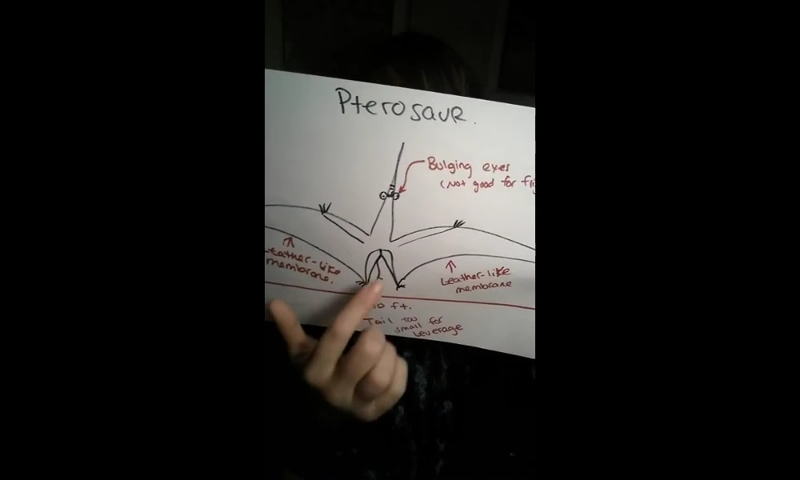 Pterosaur.
Bulging eyes
(Not good for
Leather-like
membrane.
Leather-like
membrane
ft.
Tail too
small for
Leverage